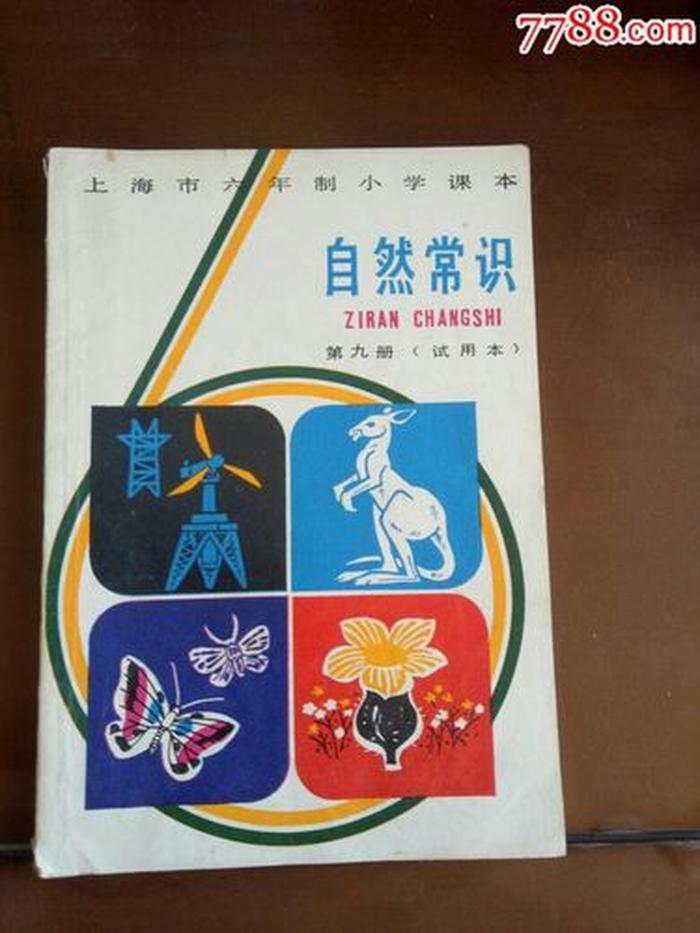 7788.com
上海市六年制小学课本
自然常识
ZIRAN CHANGSHI
第九册（试用本）